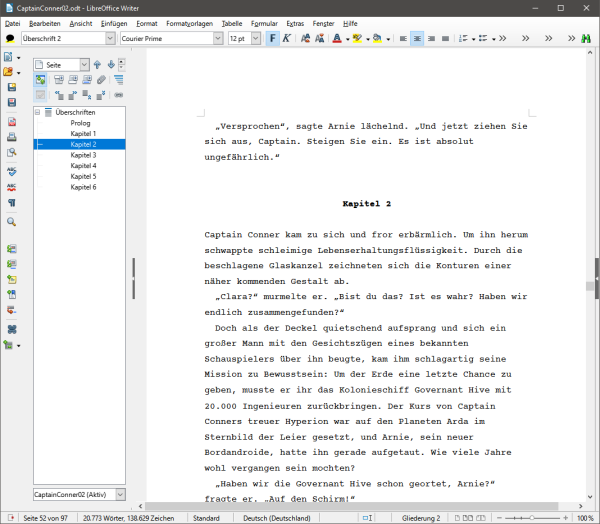 CaptainConner02.odt - LibreOffice Writer
Datei Bearbeiten Ansicht Einfügen Format Formatvorlagen Tabelle Formular Extras Fenster Hilfe
Überschrift 2 Courier Prime 12 pt F K
Seite
Überschriften
Prolog
Kapitel 1
Kapitel 2
Kapitel 3
Kapitel 4
Kapitel 5
Kapitel 6
CaptainConner02 (Aktiv)
„Versprochen“, sagte Arnie lächelnd. „Und jetzt ziehen Sie
sich aus, Captain. Steigen Sie ein. Es ist absolut
ungefährlich.“
Kapitel 2
Captain Conner kam zu sich und fror erbärmlich. Um ihn herum
schwappte schleimige Lebenserhaltungsflüssigkeit. Durch die
beschlagene Glaskanzel zeichneten sich die Konturen einer
näher kommenden Gestalt ab.
„Clara?“ murmelte er. „Bist du das? Ist es wahr? Haben wir
endlich zusammengefunden?“
Doch als der Deckel quietschend aufsprang und sich ein
großer Mann mit den Gesichtszügen eines bekannten
Schauspielers über ihn beugte, kam ihm schlagartig seine
Mission zu Bewusstsein: Um der Erde eine letzte Chance zu
geben, musste er ihr das Kolonieschiff Governant Hive mit
20.000 Ingenieuren zurückbringen. Der Kurs von Captain
Conners treuer Hyperion war auf den Planeten Arda im
Sternbild der Leier gesetzt, und Arnie, sein neuer
Bordandroide, hatte ihn gerade aufgetaut. Wie viele Jahre
wohl vergangen sein mochten?
„Haben wir die Governant Hive schon geortet, Arnie?“
fragte er. „Auf den Schirm!“
Seite 52 von 97 20.773 Wörter, 138.629 Zeichen Standard Deutsch (Deutschland) Gliederung 2 100%